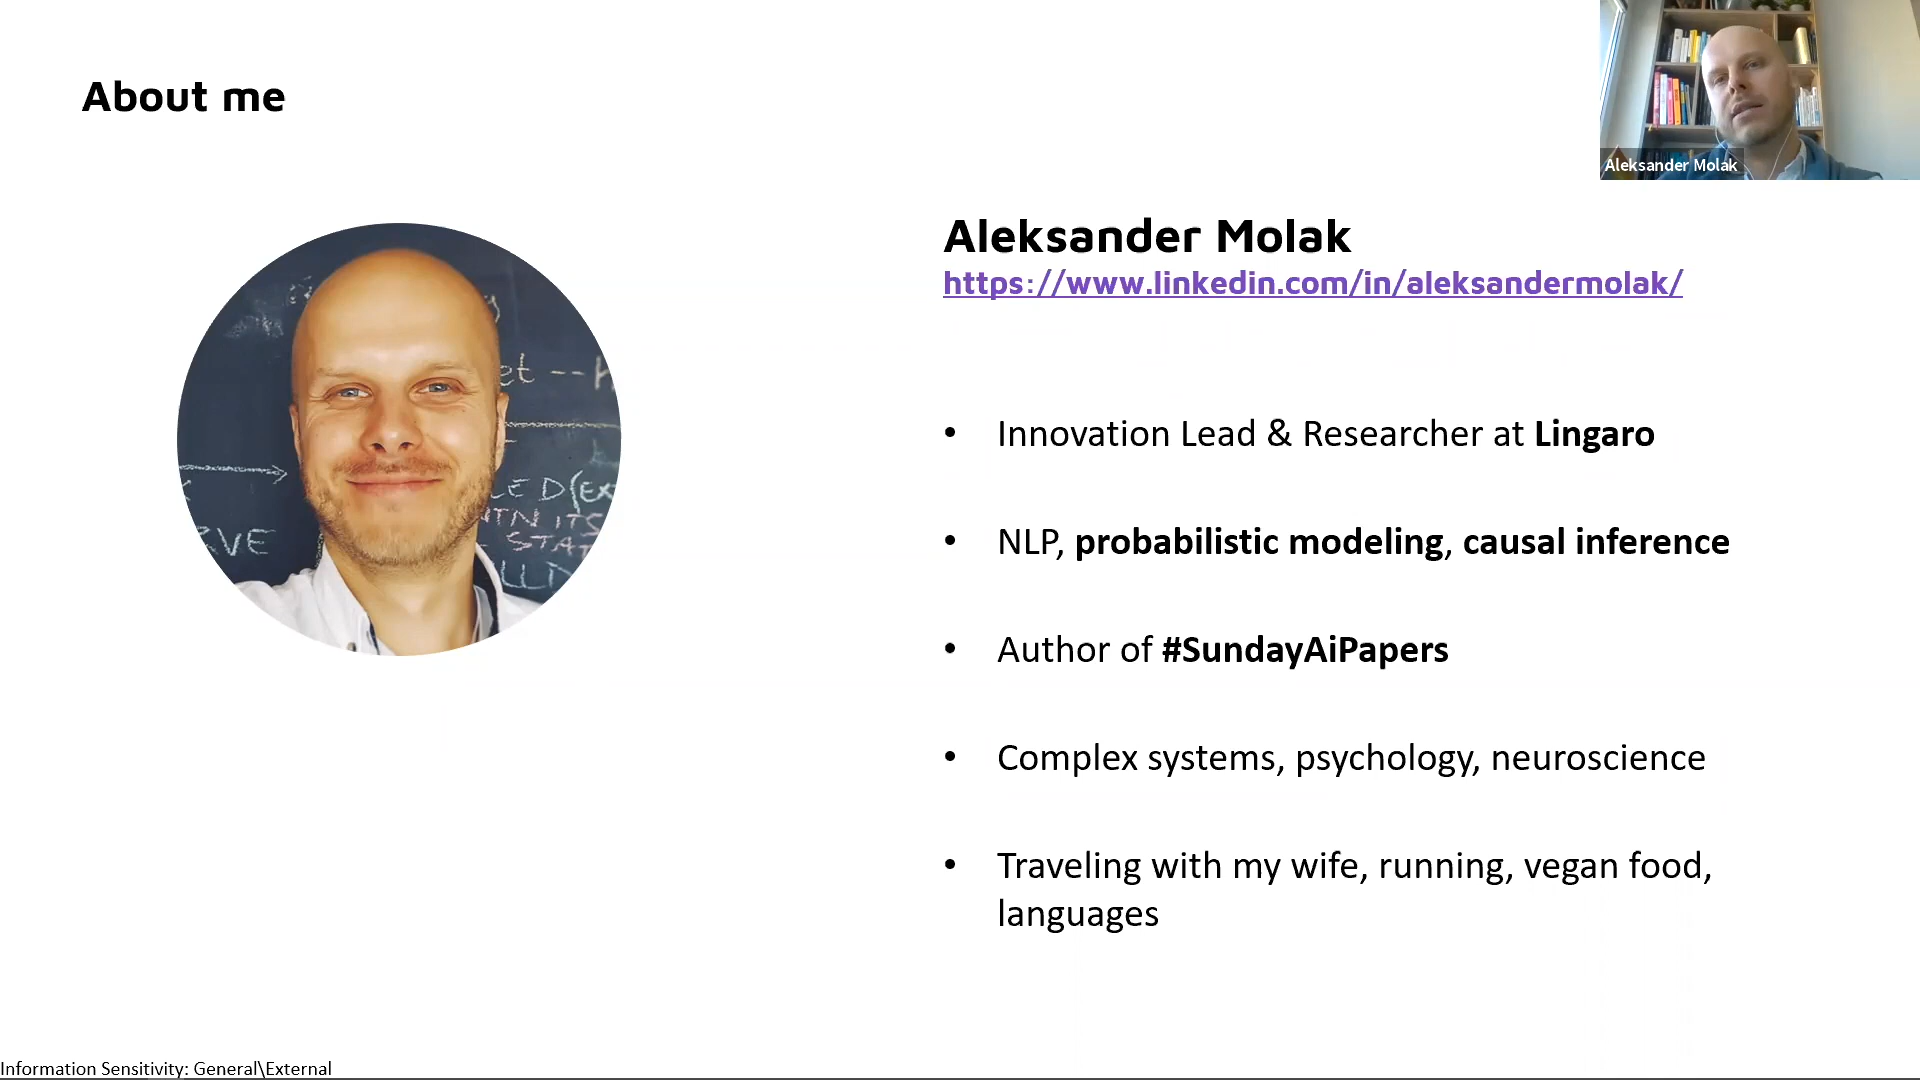 About me
Aleksander Molak
Aleksander Molak
https://www.linkedin.com/in/aleksandermolak/
• Innovation Lead & Researcher at Lingaro
• NLP, probabilistic modeling, causal inference
• Author of #SundayAiPapers
• Complex systems, psychology, neuroscience
• Traveling with my wife, running, vegan food,
languages
RVE
Information Sensitivity: General\External